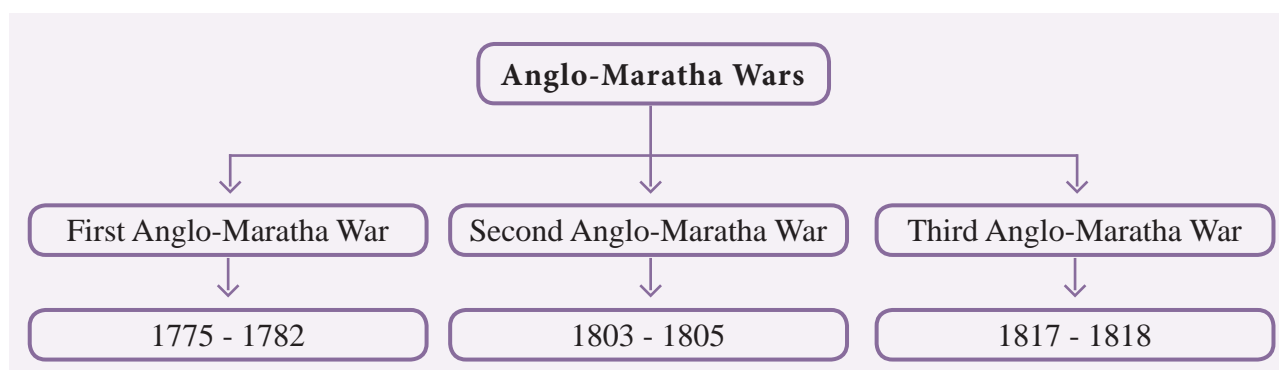 Anglo-Maratha Wars
First Anglo-Maratha War
Second Anglo-Maratha War
Third Anglo-Maratha War
1775 - 1782
1803 - 1805
1817 - 1818